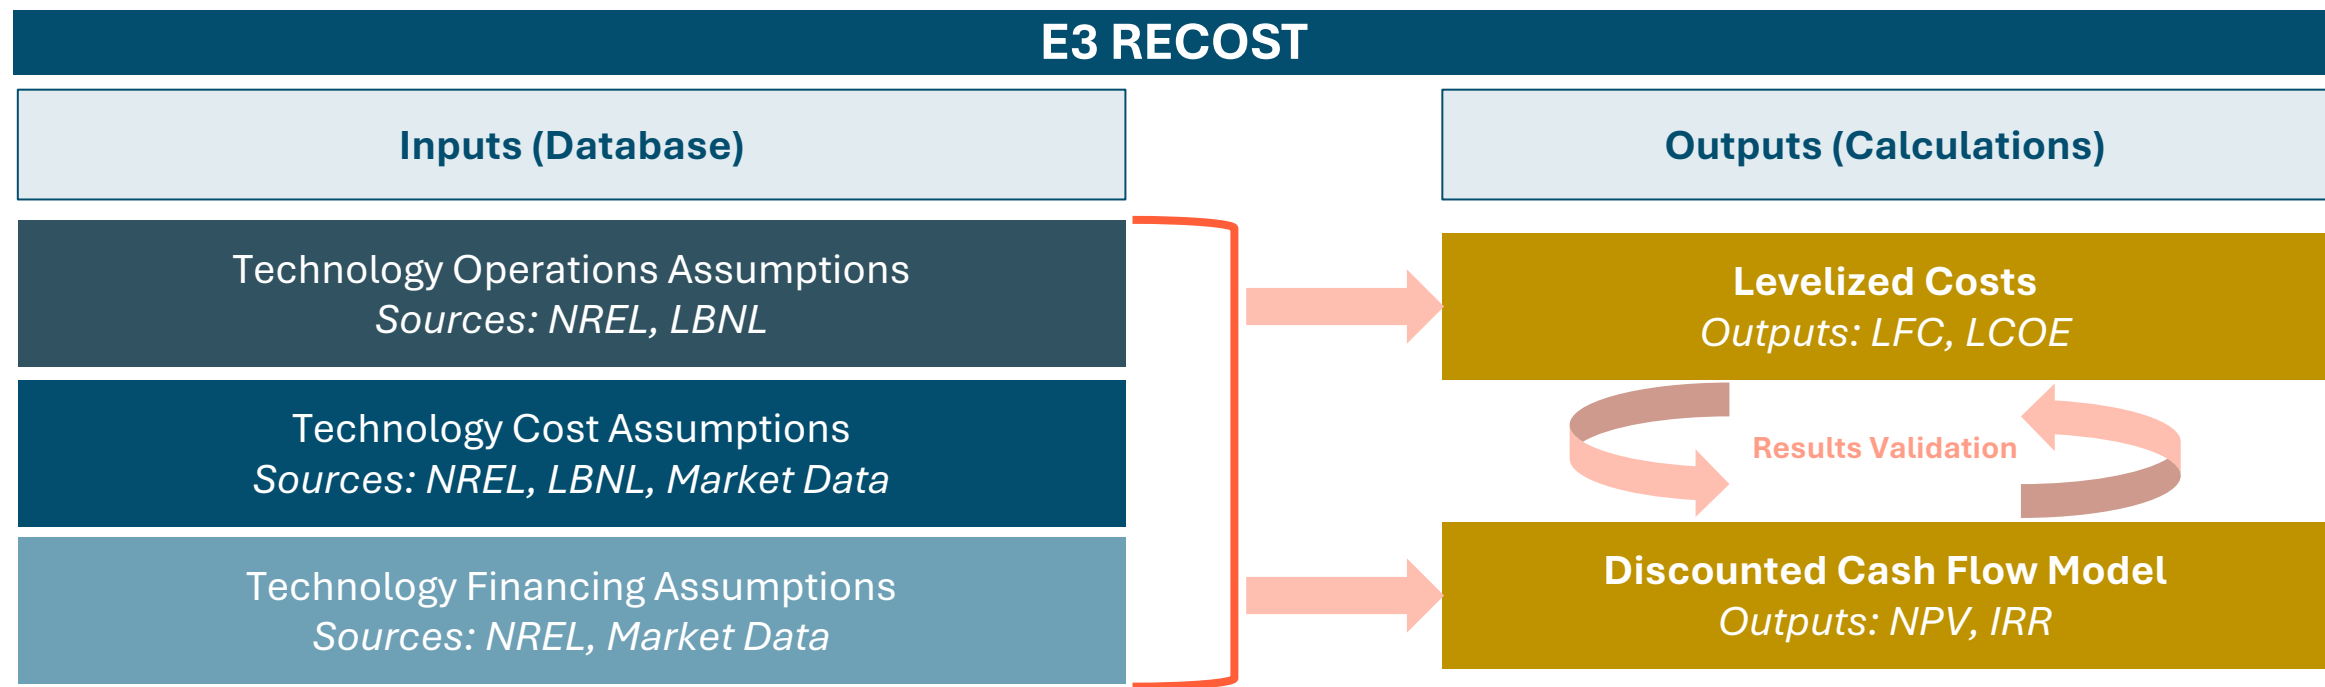 E3 RECOST
Inputs (Database)
Technology Operations Assumptions
Sources: NREL, LBNL
Technology Cost Assumptions
Sources: NREL, LBNL, Market Data
Technology Financing Assumptions
Sources: NREL, Market Data
Outputs (Calculations)
Levelized Costs
Outputs: LFC, LCOE
Results Validation
Discounted Cash Flow Model
Outputs: NPV, IRR